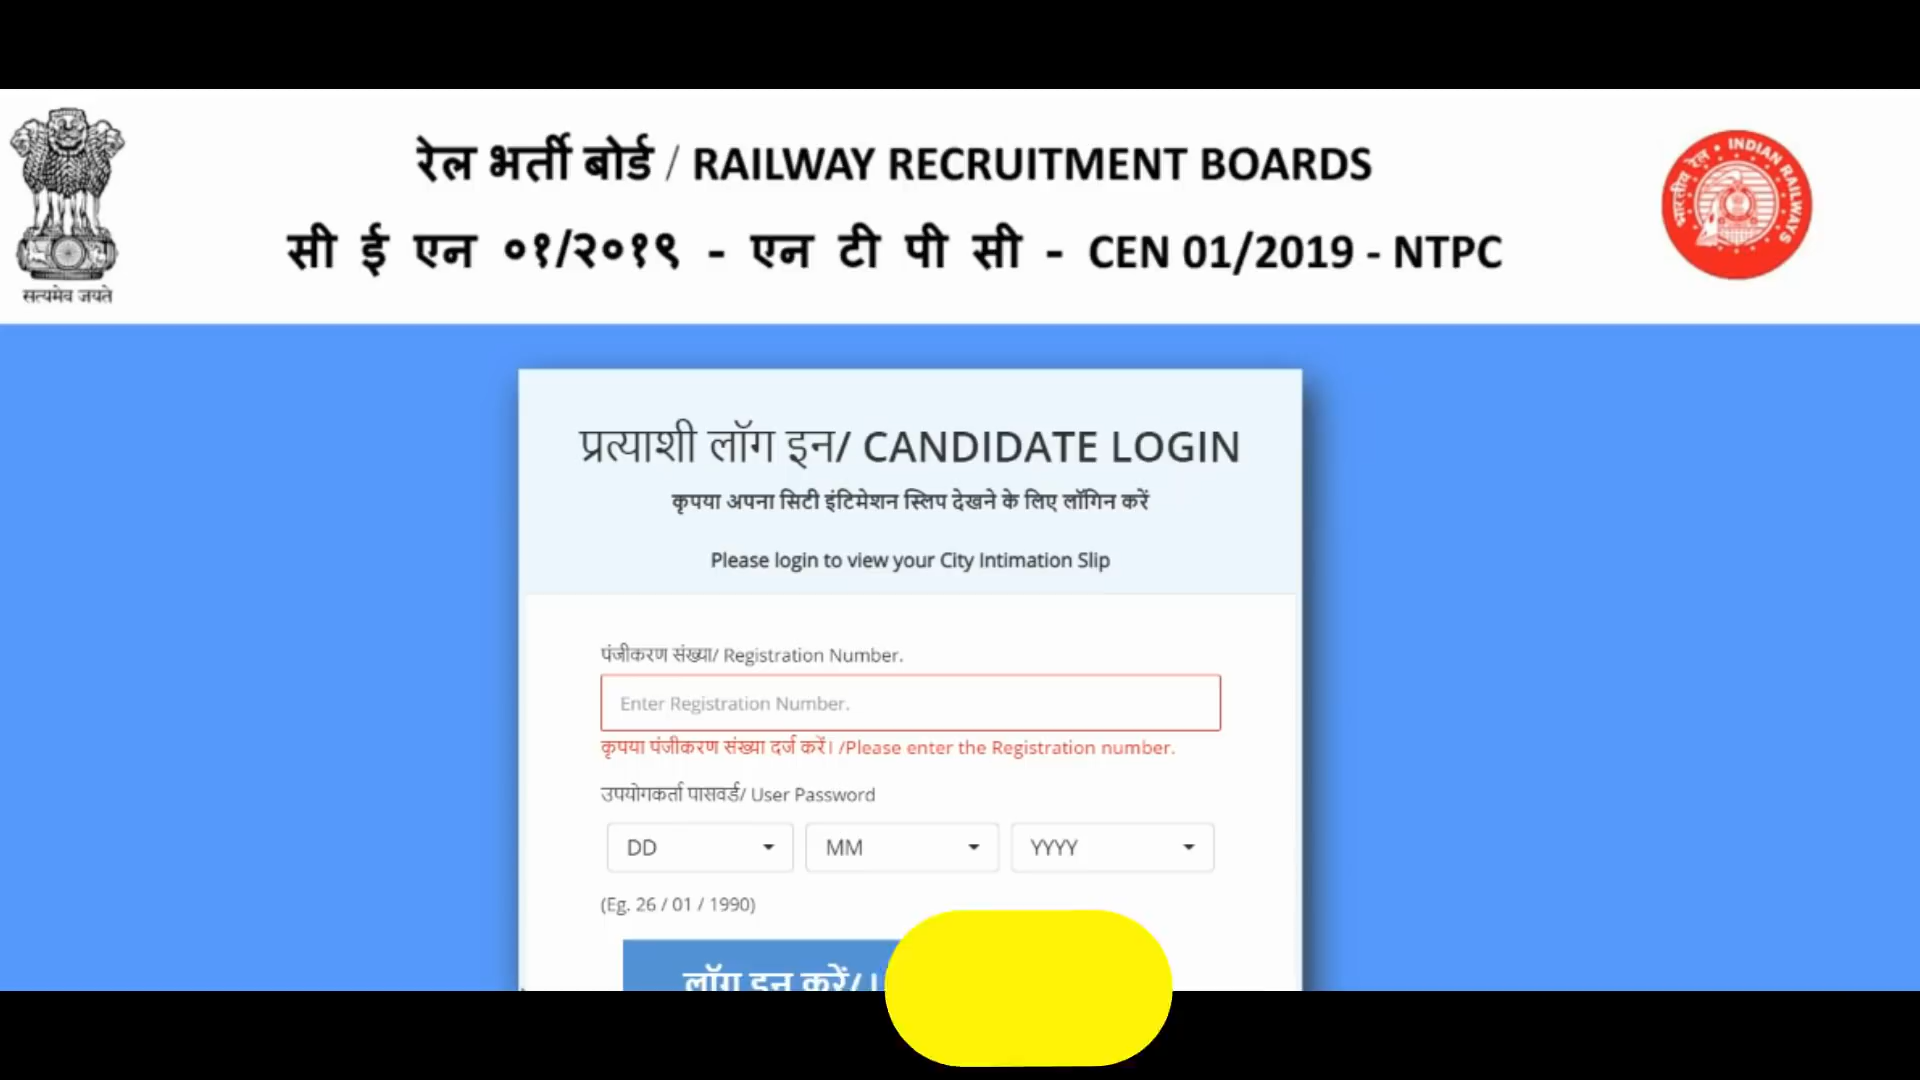 रेल भर्ती बोर्ड / RAILWAY RECRUITMENT BOARDS
सी ई एन ०१/२०१९ - एन टी पी सी - CEN 01/2019 - NTPC
सत्यमेव जयते
भारतीय रेल • INDIAN RAILWAYS
प्रत्याशी लॉग इन/ CANDIDATE LOGIN
कृपया अपना सिटी इंटिमेशन स्लिप देखने के लिए लॉगिन करें
Please login to view your City Intimation Slip
पंजीकरण संख्या/ Registration Number.
Enter Registration Number.
कृपया पंजीकरण संख्या दर्ज करें। /Please enter the Registration number.
उपयोगकर्ता पासवर्ड/ User Password
DD MM YYYY
(Eg. 26 / 01 / 1990)
लॉग इन करें/